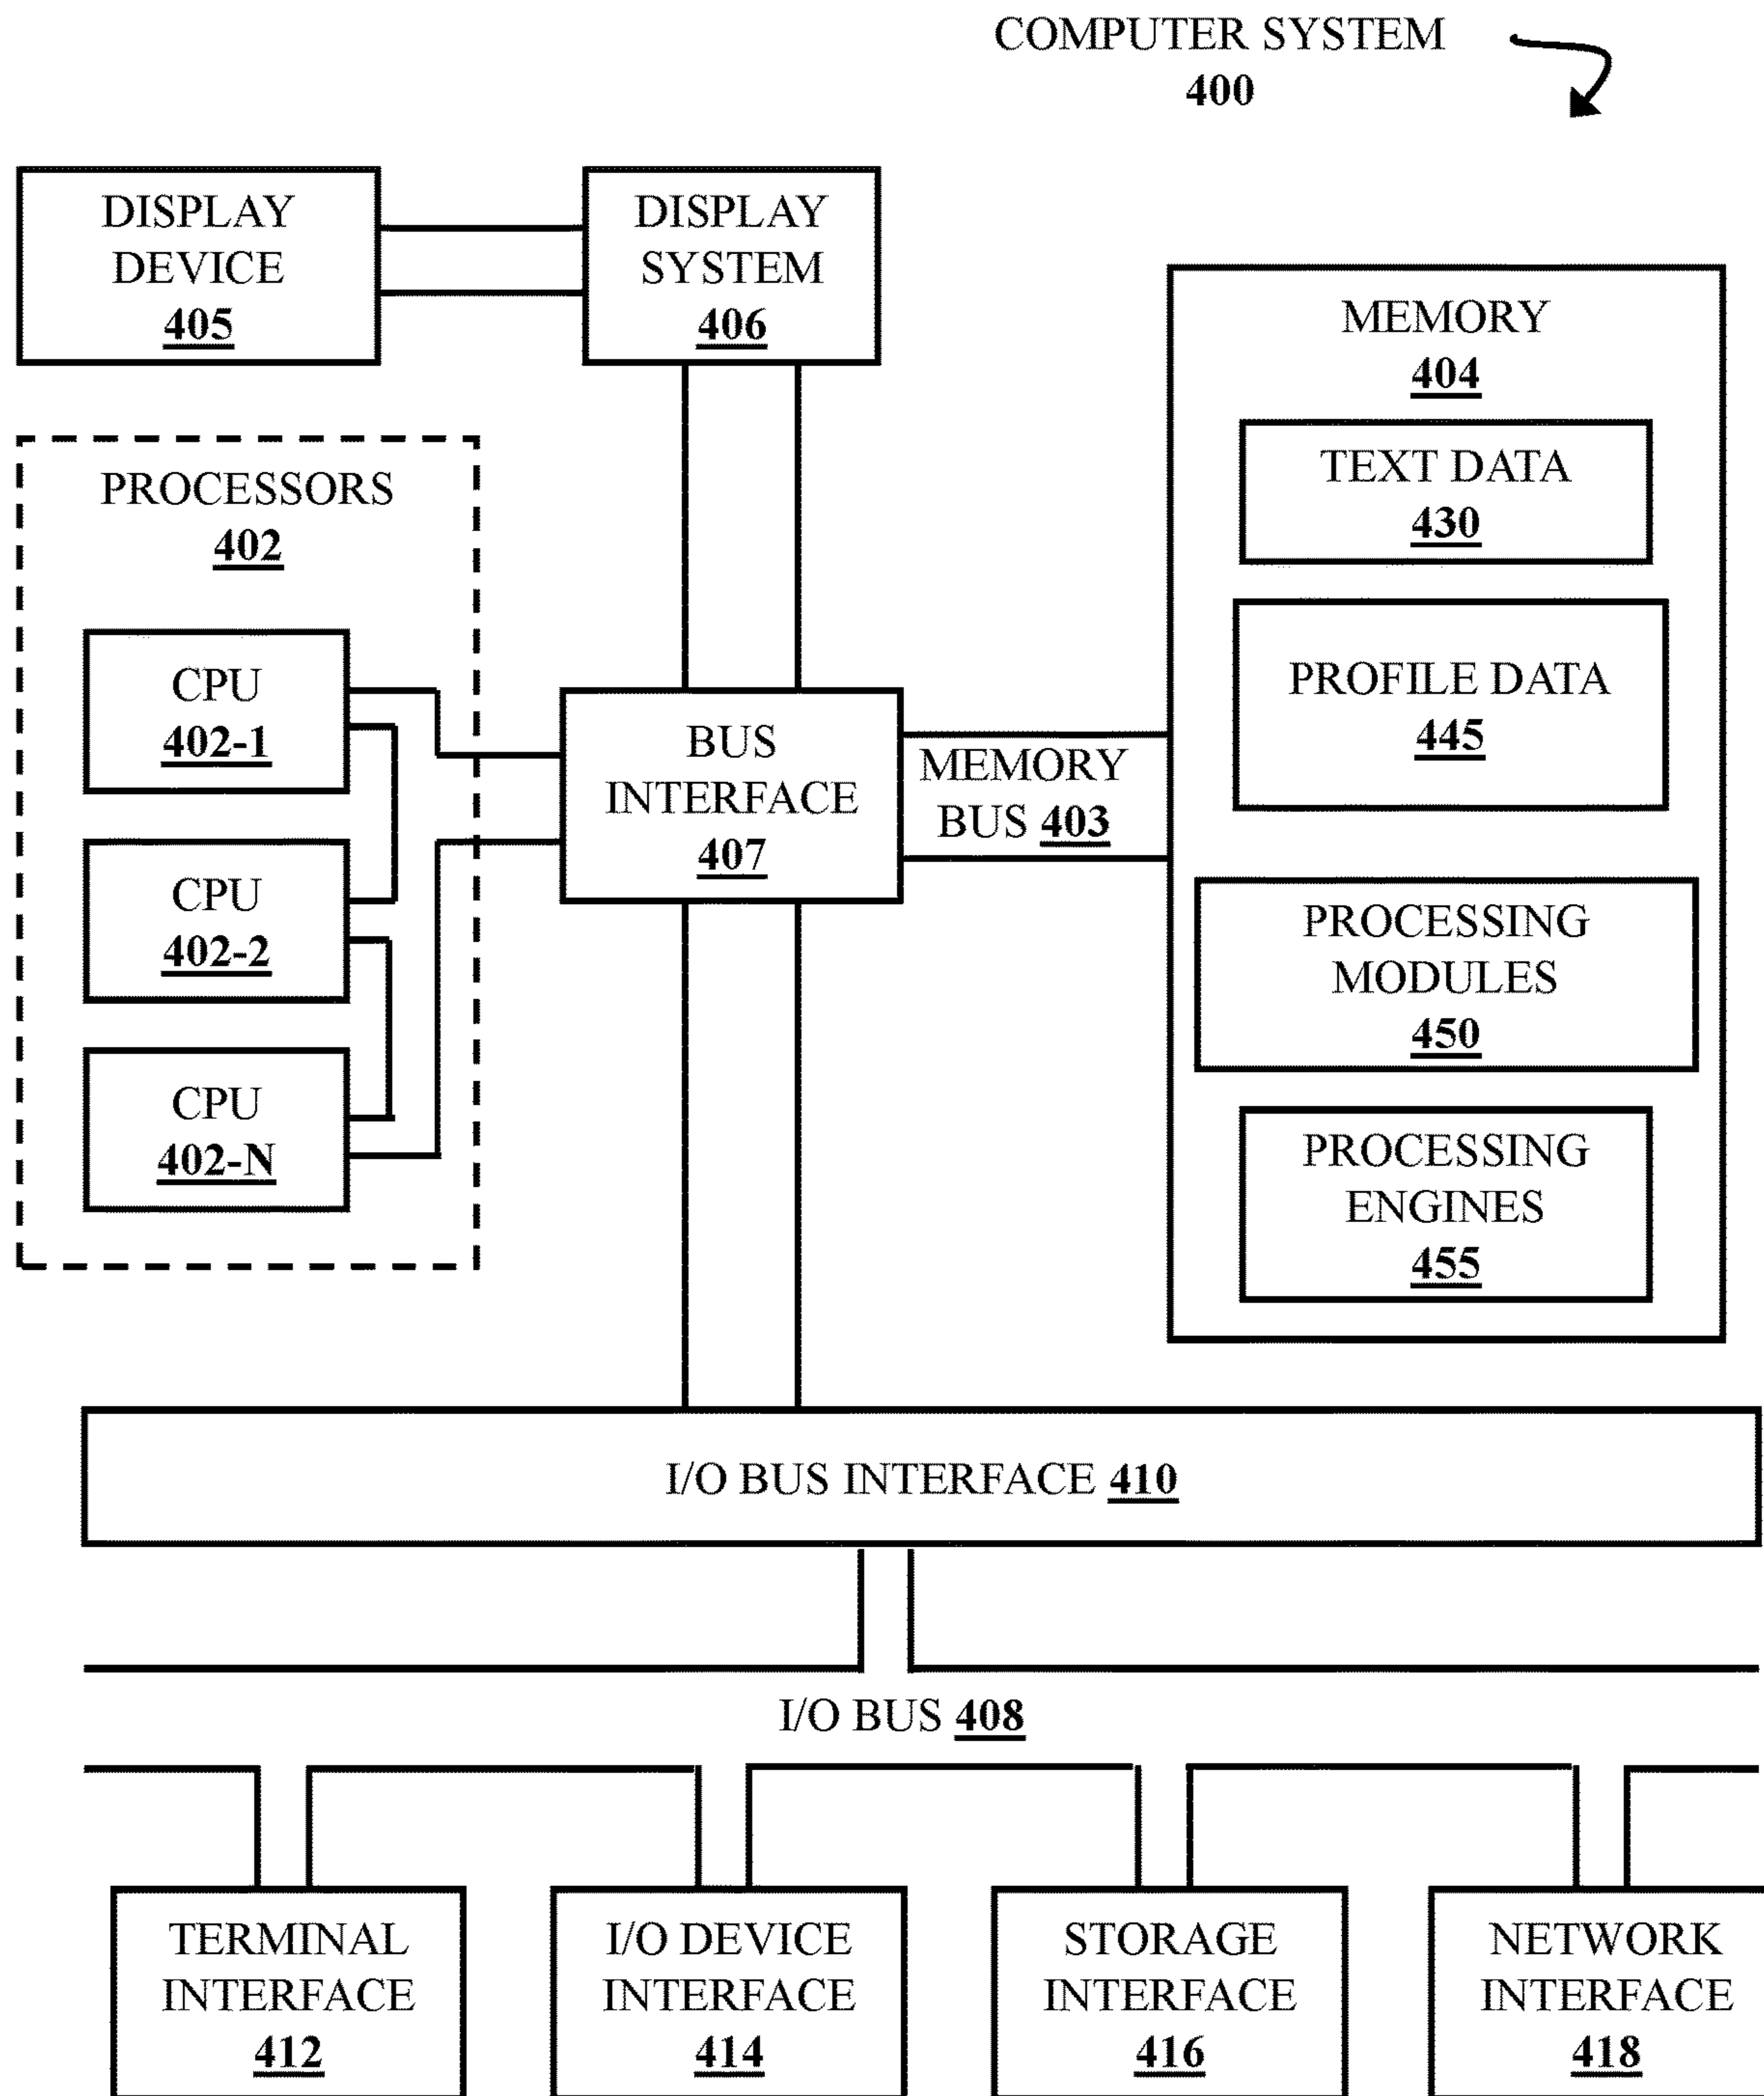 COMPUTER SYSTEM
400
DISPLAY
DEVICE
405
DISPLAY
SYSTEM
406
PROCESSORS
402
CPU
402-1
CPU
402-2
CPU
402-N
BUS
INTERFACE
407
MEMORY
BUS 403
MEMORY
404
TEXT DATA
430
PROFILE DATA
445
PROCESSING
MODULES
450
PROCESSING
ENGINES
455
I/O BUS INTERFACE 410
I/O BUS 408
TERMINAL
INTERFACE
412
I/O DEVICE
INTERFACE
414
STORAGE
INTERFACE
416
NETWORK
INTERFACE
418